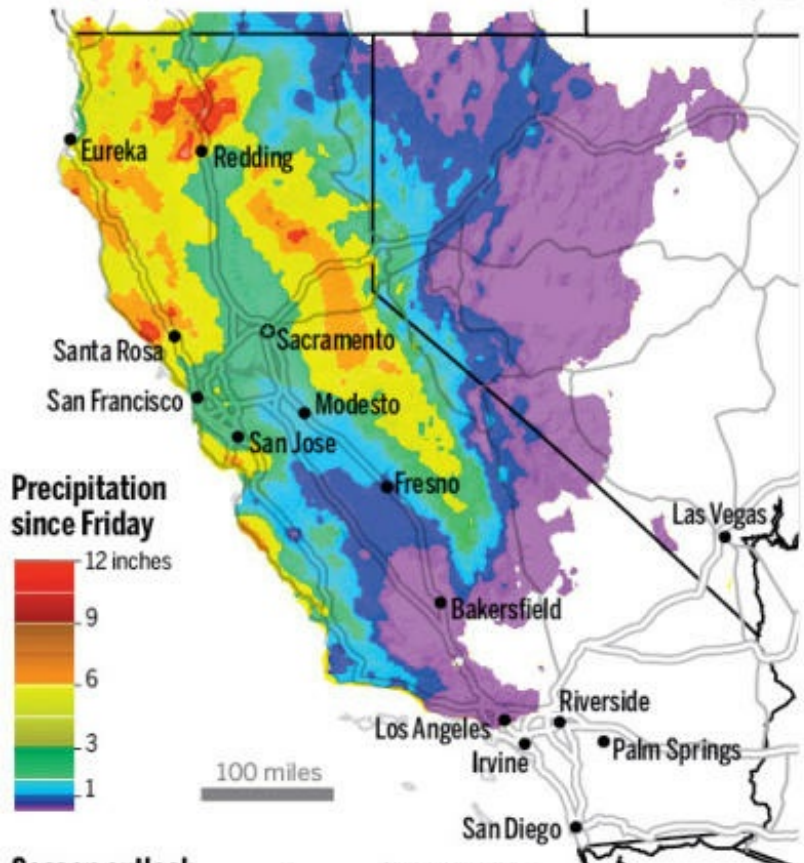 Eureka
Redding
Sacramento
Santa Rosa
San Francisco
Modesto
San Jose
Fresno
Precipitation
since Friday
12 inches
9
6
3
1
Las Vegas
Bakersfield
Riverside
Los Angeles
Palm Springs
Irvine
100 miles
San Diego